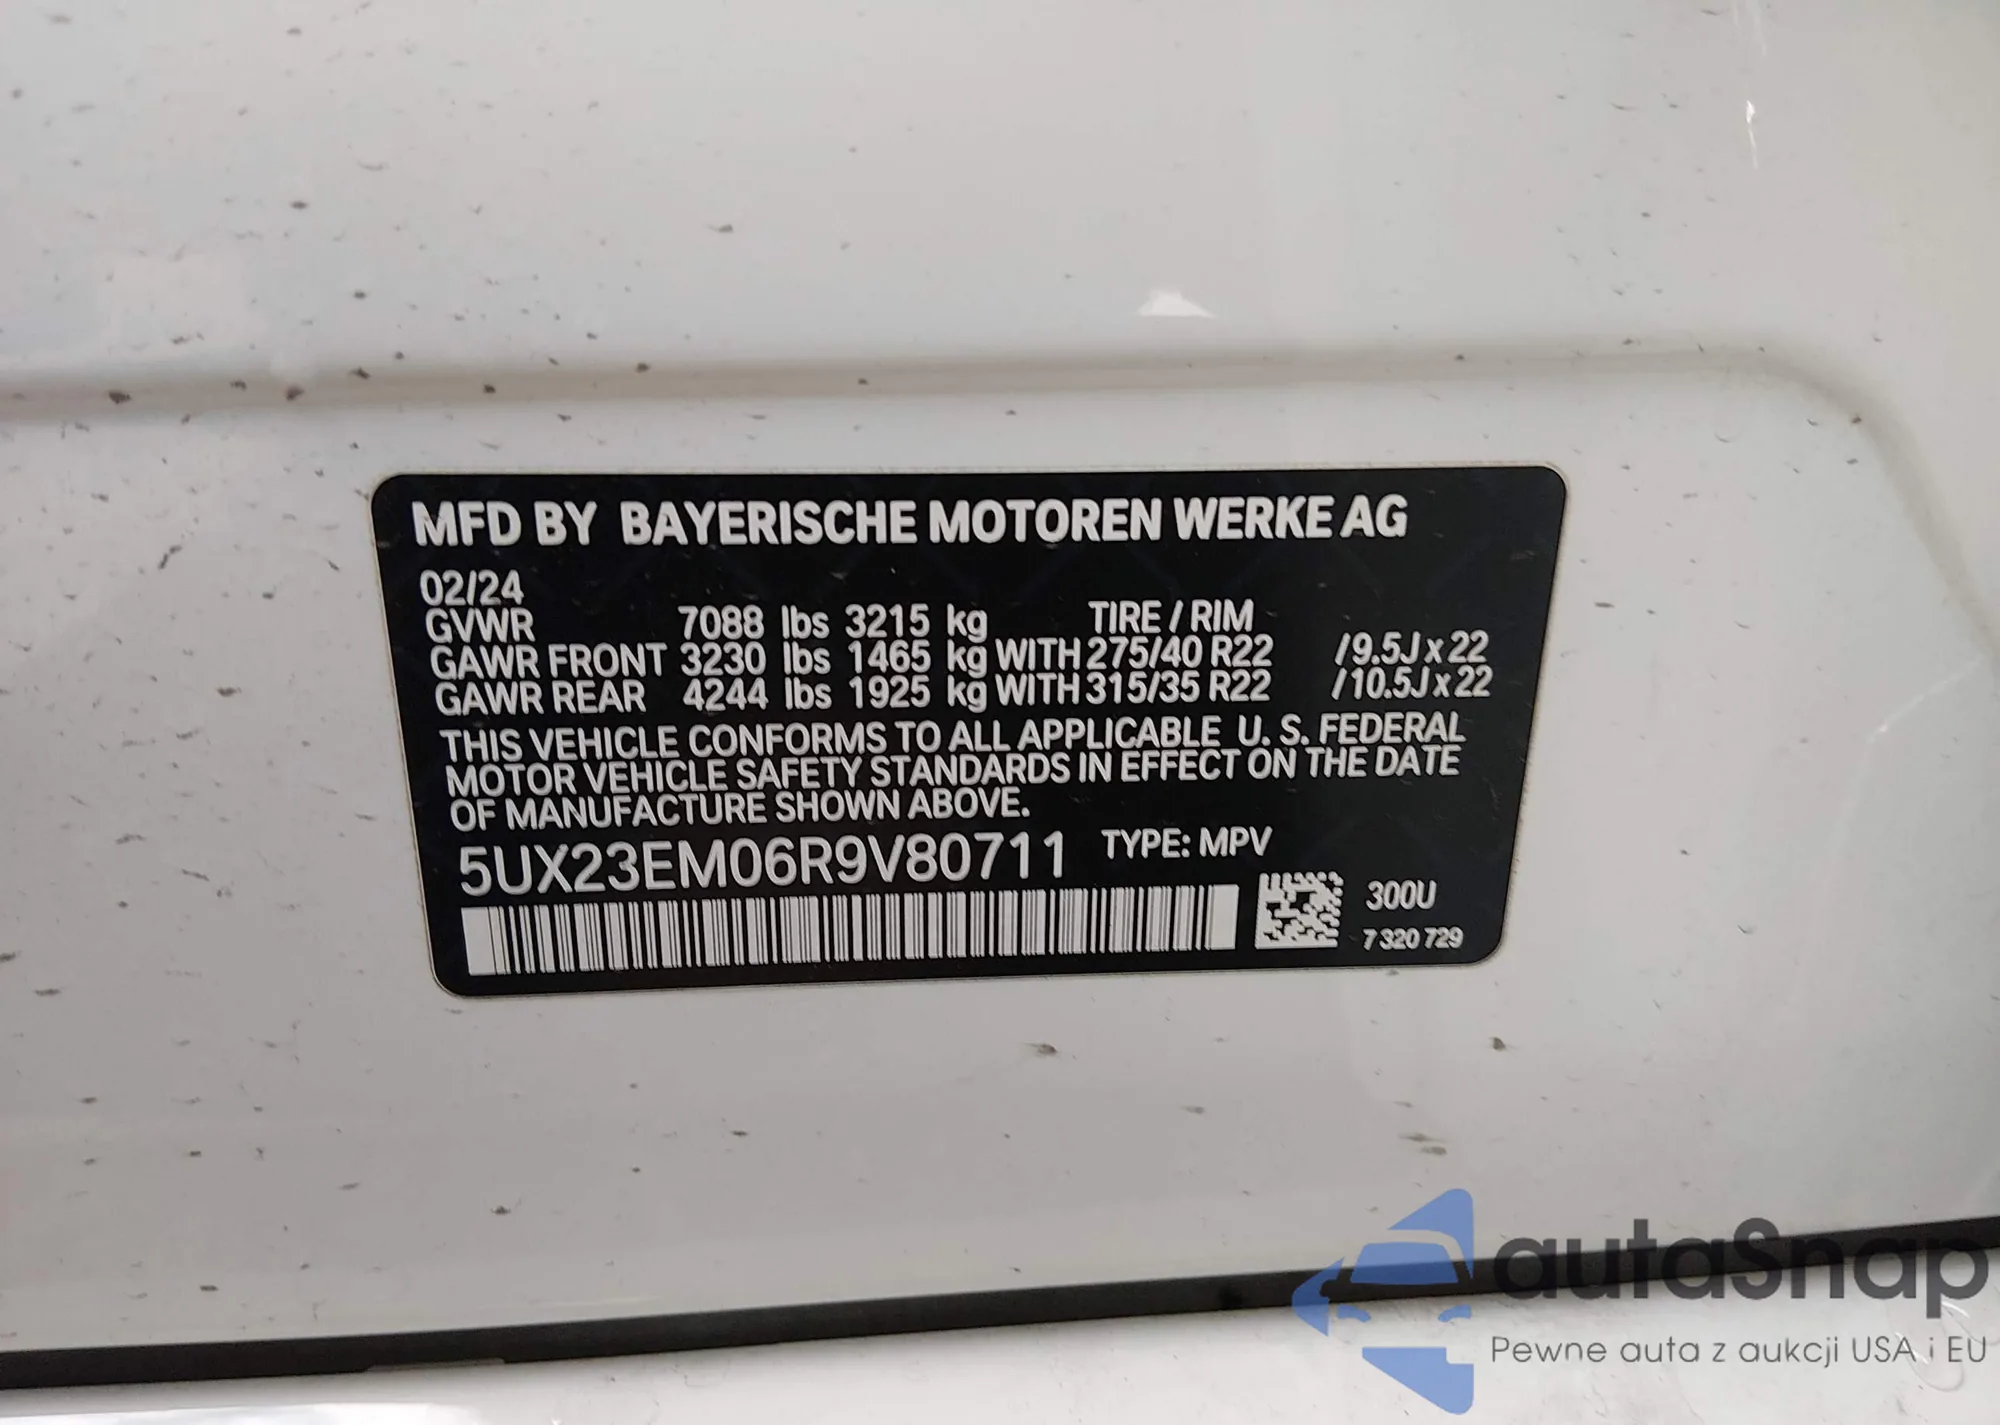 MFD BY BAYERISCHE MOTOREN WERKE AG
02/24
GVWR 7088 lbs 3215 kg TIRE / RIM
GAWR FRONT 3230 lbs 1465 kg WITH 275/40 R22 /9.5J x 22
GAWR REAR 4244 lbs 1925 kg WITH 315/35 R22 /10.5J x 22
THIS VEHICLE CONFORMS TO ALL APPLICABLE U. S. FEDERAL
MOTOR VEHICLE SAFETY STANDARDS IN EFFECT ON THE DATE
OF MANUFACTURE SHOWN ABOVE.
5UX23EM06R9V80711 TYPE: MPV
300U
7 320 729
autaSnap
Pewne auta z aukcji USA i EU